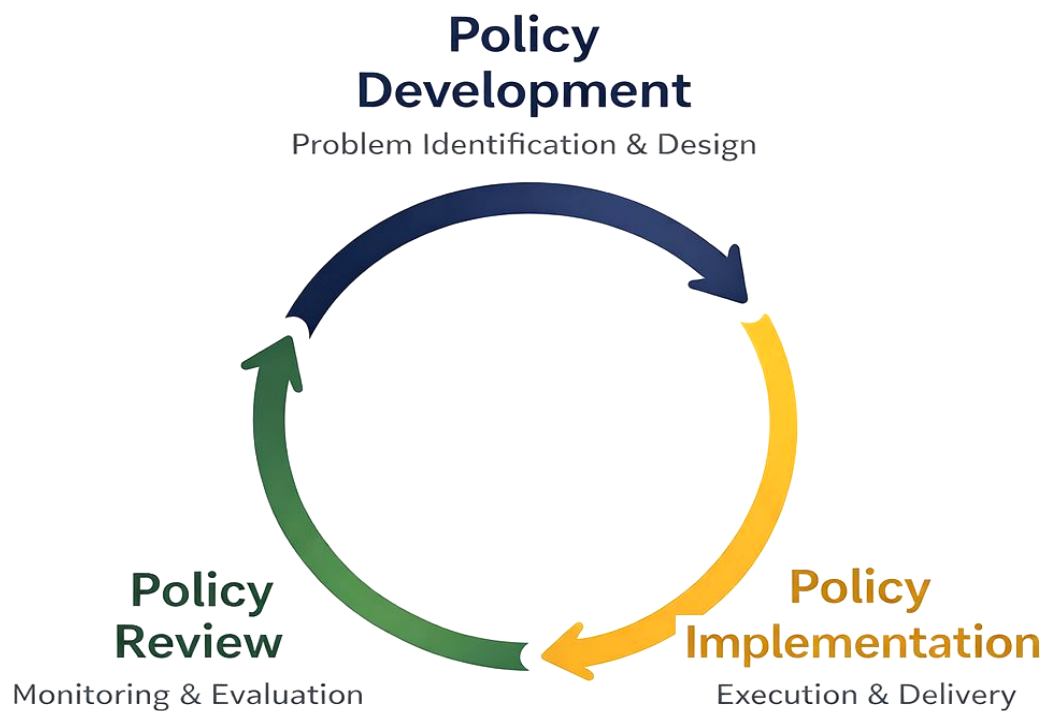 Policy
Development
Problem Identification & Design
Policy
Review
Monitoring & Evaluation
Policy
Implementation
Execution & Delivery